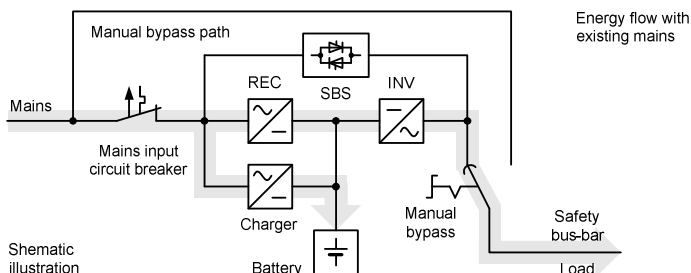 Energy flow with
existing mains
Manual bypass path
REC
SBS
INV
Mains
Mains input
circuit breaker
Charger
Manual
bypass
Safety
bus-bar
Load
Shematic
illustration
Battery